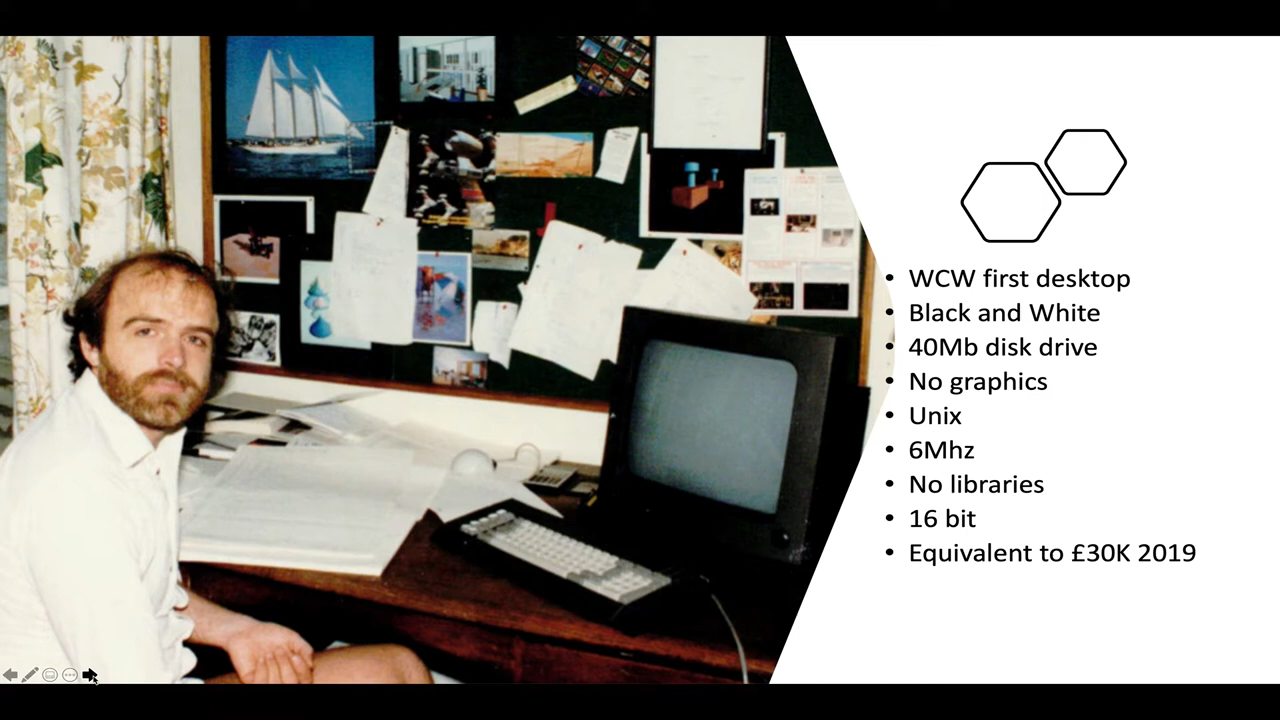 • WCW first desktop
• Black and White
• 40Mb disk drive
• No graphics
• Unix
• 6Mhz
• No libraries
• 16 bit
• Equivalent to £30K 2019